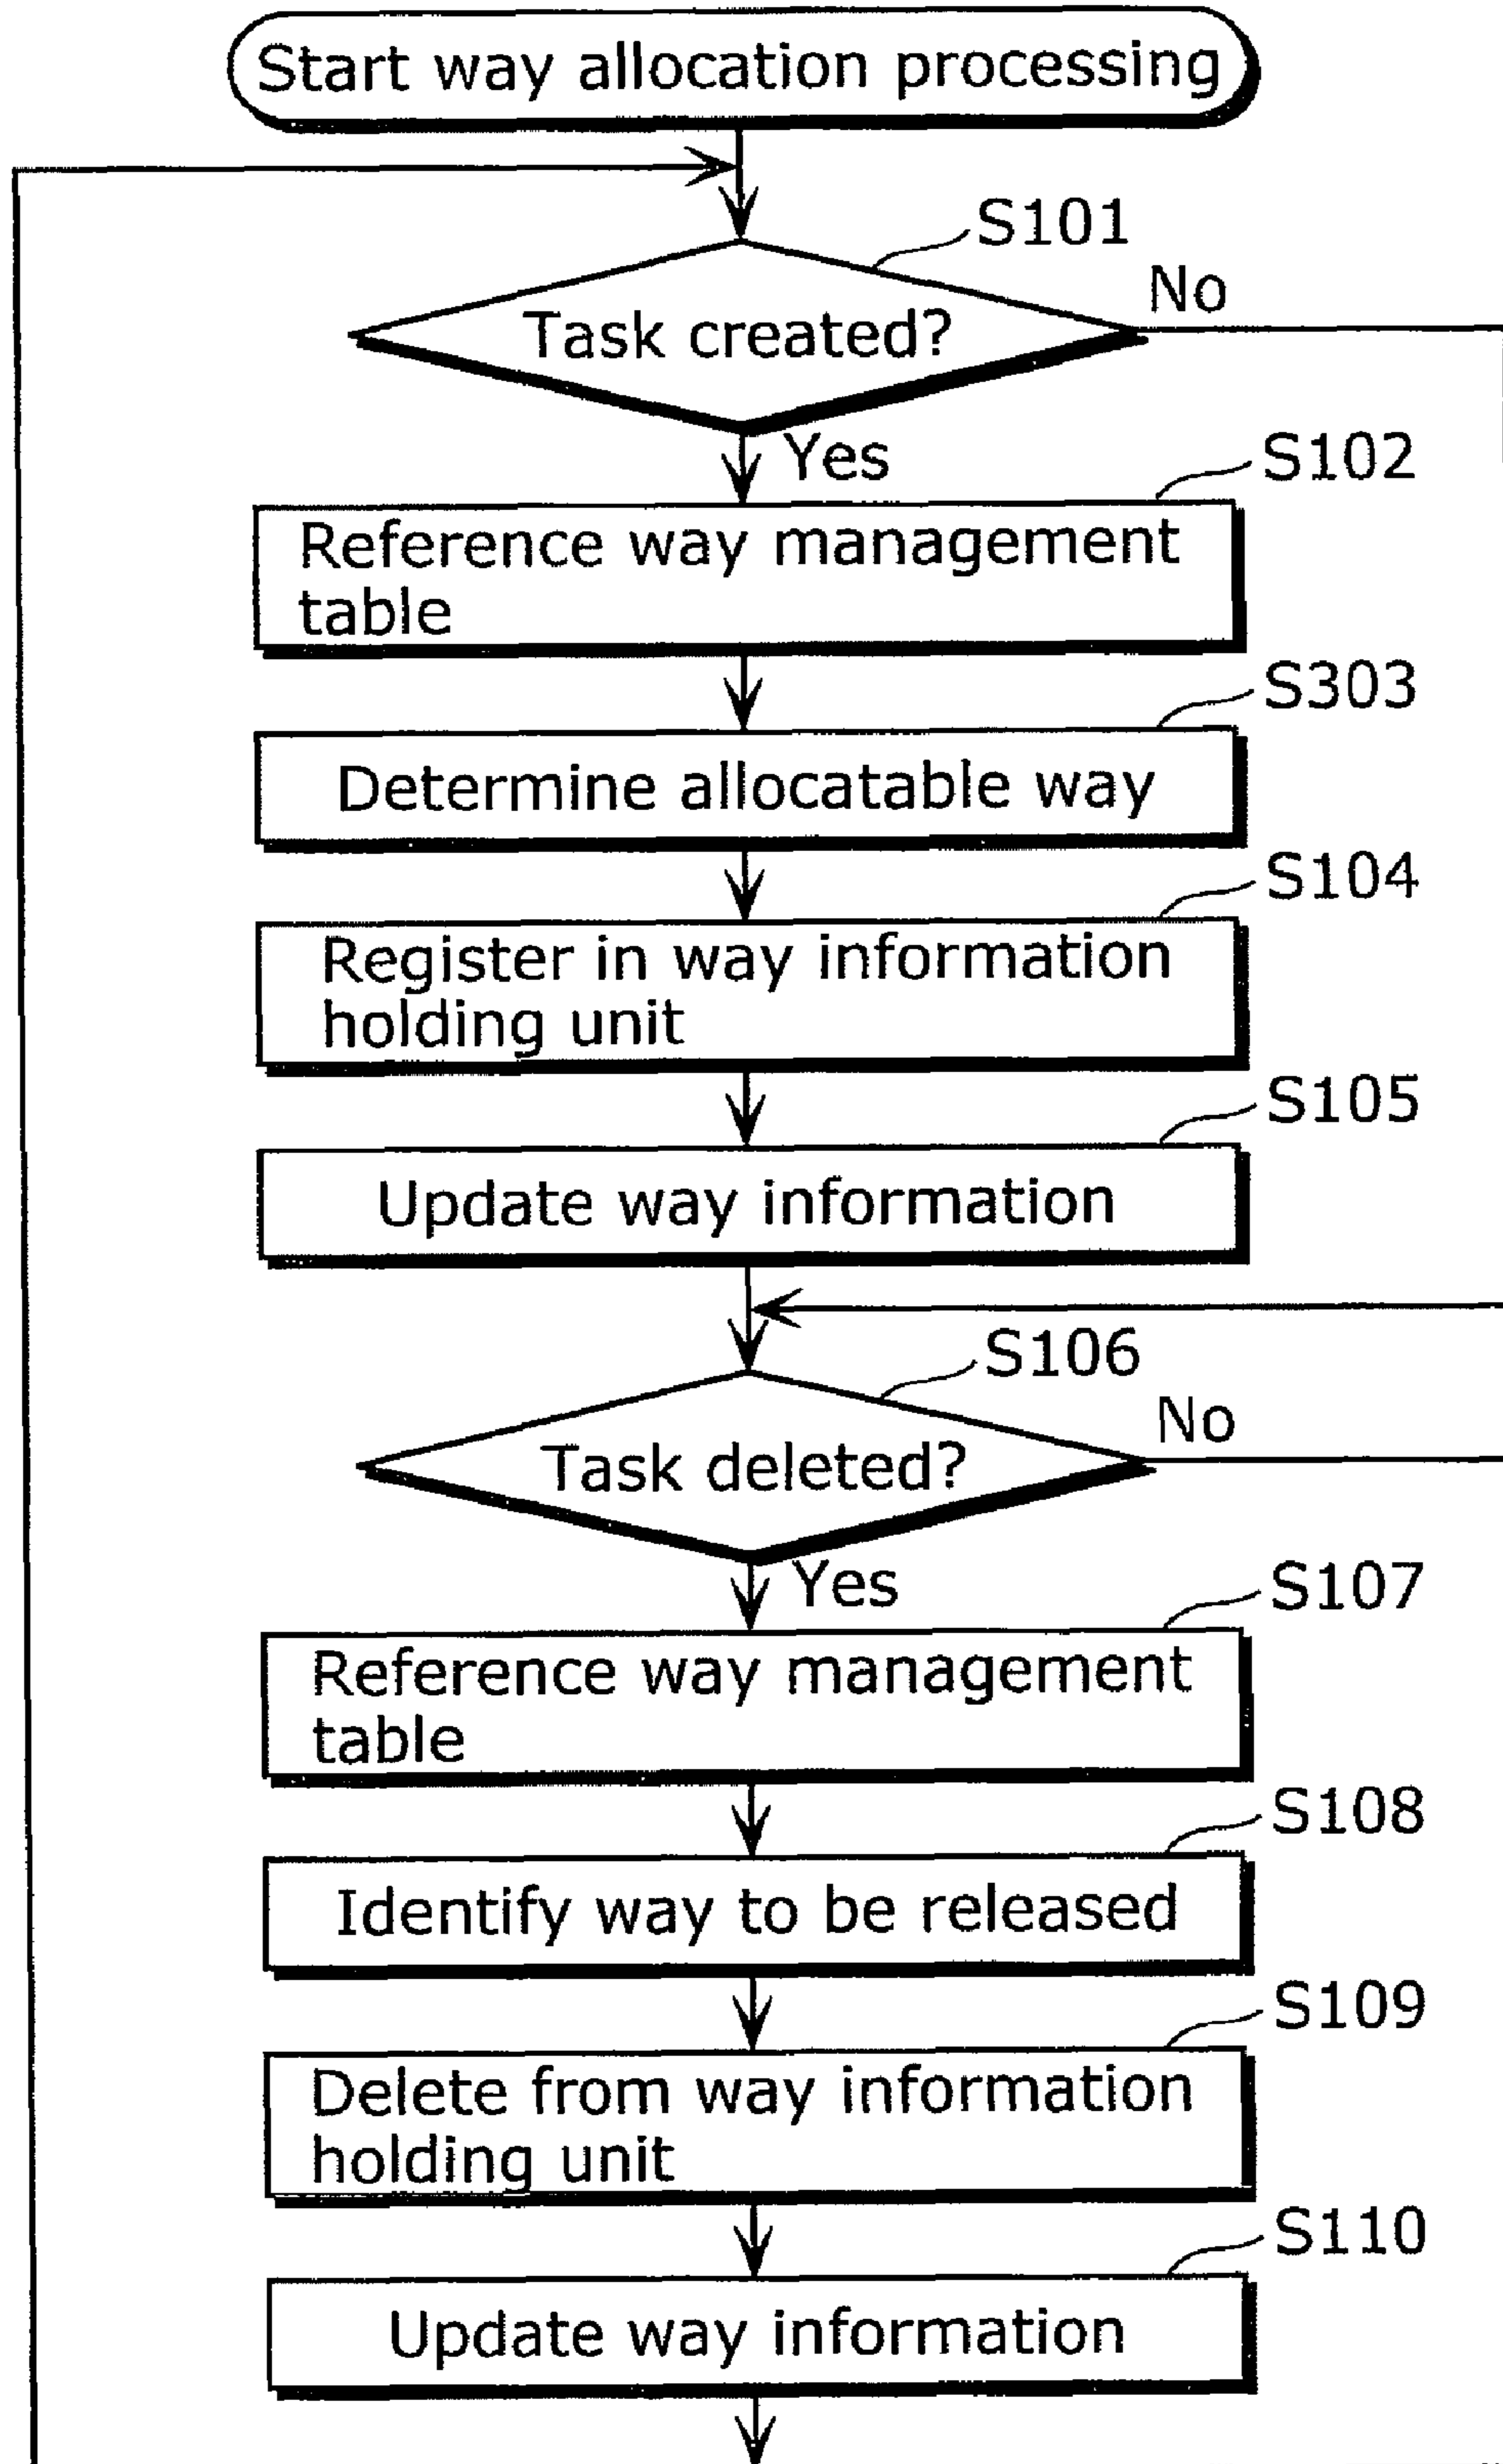 Start way allocation processing
S101
Task created?
No
Yes
S102
Reference way management
table
S303
Determine allocatable way
S104
Register in way information
holding unit
S105
Update way information
S106
Task deleted?
No
Yes
S107
Reference way management
table
S108
Identify way to be released
S109
Delete from way information
holding unit
S110
Update way information